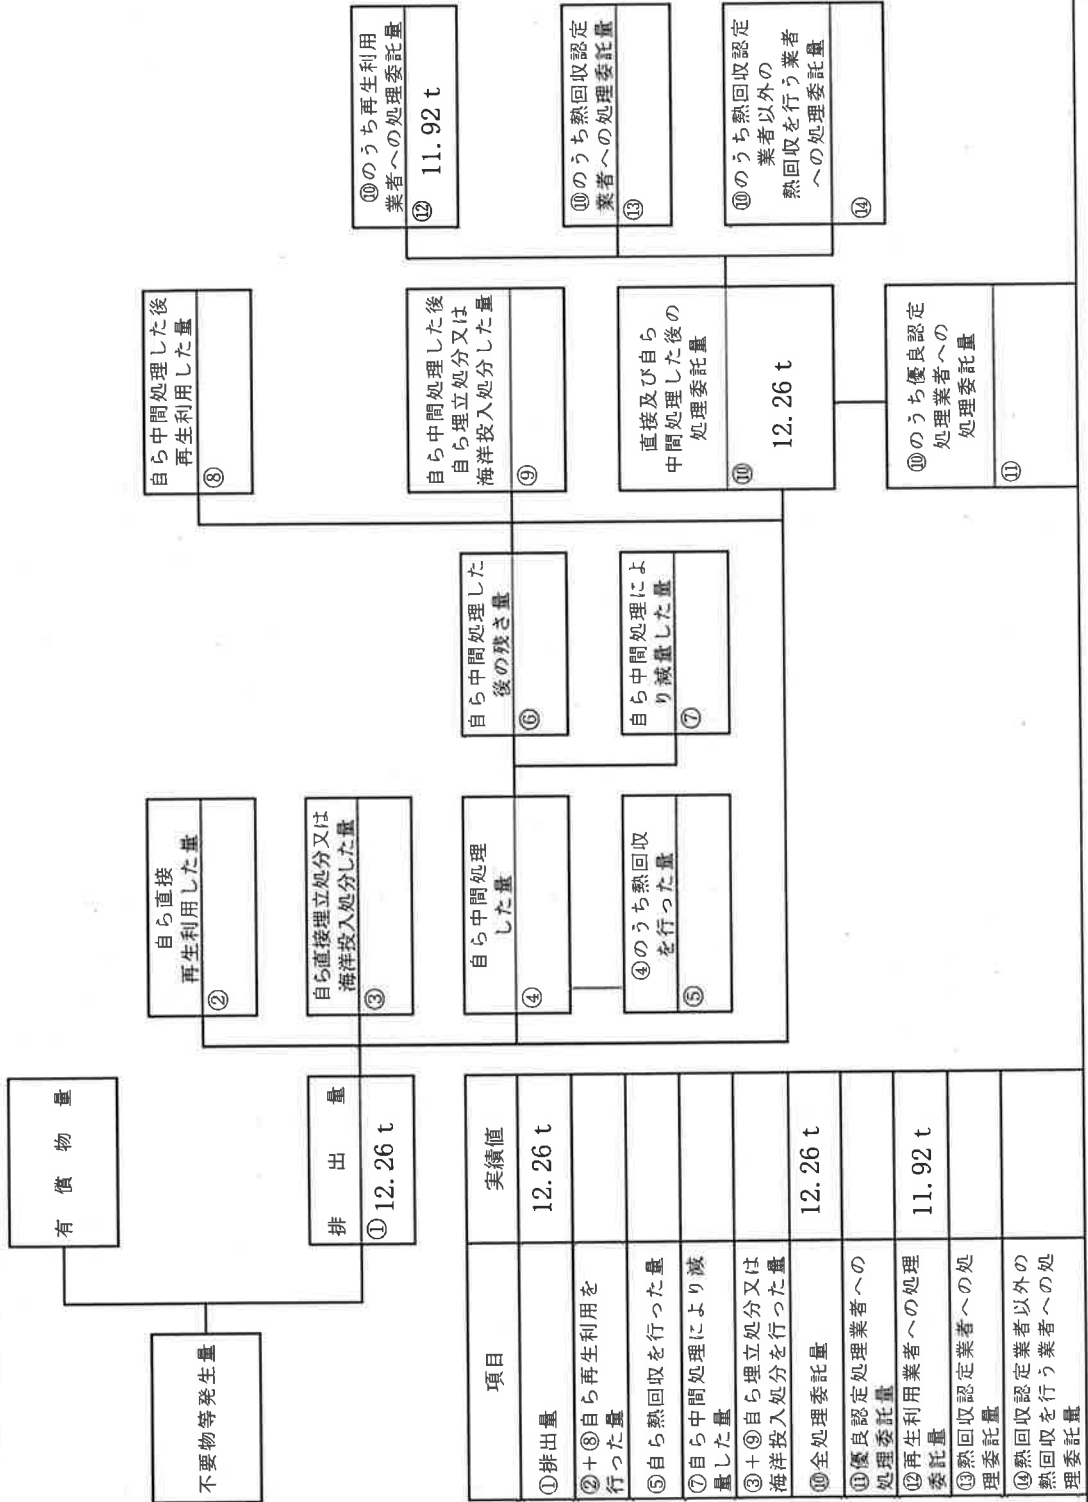 不要物等発生量
有償物量
排出量
① 12.26 t
自ら直接
再生利用した量
②
自ら直接埋立処分又は
海洋投入処分した量
③
自ら中間処理
した量
④
④のうち熱回収
を行った量
⑤
自ら中間処理した
後の残さ量
⑥
自ら中間処理によ
り減量した量
⑦
自ら中間処理した後
再生利用した量
⑧
自ら中間処理した後
自ら埋立処分又は
海洋投入処分した量
⑨
直接及び自ら
中間処理した後の
処理委託量
⑩
12.26 t
⑩のうち優良認定
処理業者への
処理委託量
⑪
⑩のうち再生利用
業者への処理委託量
⑫ 11.92 t
⑩のうち熱回収認定
業者への処理委託量
⑬
⑩のうち熱回収認定
業者以外の
熱回収を行う業者
への処理委託量
⑭
項目 実績値
①排出量 12.26 t
②+⑧自ら再生利用を
行った量
⑤自ら熱回収を行った量
⑦自ら中間処理により減
量した量
③+⑨自ら埋立処分又は
海洋投入処分を行った量
⑩全処理委託量 12.26 t
⑪優良認定処理業者への
処理委託量
⑫再生利用業者への処理
委託量 11.92 t
⑬熱回収認定業者への処
理委託量
⑭熱回収認定業者以外の
熱回収を行う業者への処
理委託量